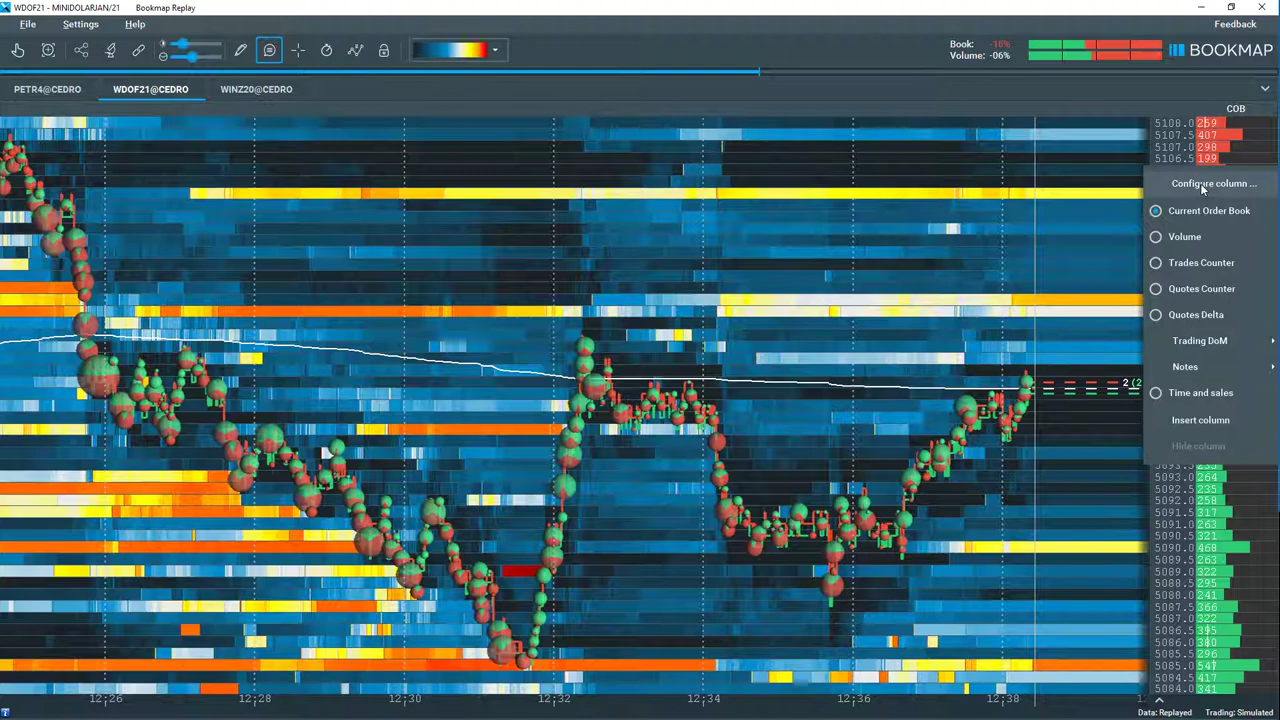 WDOF21 - MINIDOLARJAN/21
Bookmap Replay
File Settings Help
Feedback
Book: -18%
Volume: -06%
BOOKMAP
PETR4@CEDRO WDOF21@CEDRO WINZ20@CEDRO
COB
5108.0 259
5107.5 407
5107.0 298
5106.5 199
Configure column ...
Current Order Book
Volume
Trades Counter
Quotes Counter
Quotes Delta
Trading DoM
Notes
Time and sales
Insert column
Hide column
2 (2
5093.0 264
5092.5 235
5092.0 258
5091.5 317
5091.0 263
5090.5 321
5090.0 468
5089.5 263
5089.0 322
5088.5 295
5088.0 241
5087.5 366
5087.0 322
5086.5 395
5086.0 380
5085.5 296
5085.0 547
5084.5 417
5084.0 341
12:26 12:28 12:30 12:32 12:34 12:36 12:38
Data: Replayed Trading: Simulated